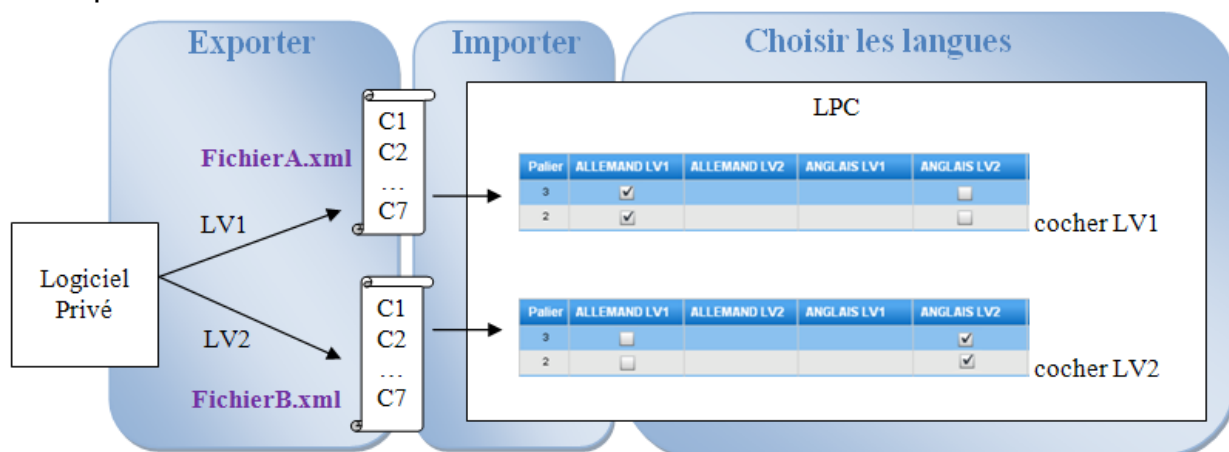 Exporter
Importer
Choisir les langues
LPC
FichierA.xml
C1
C2
...
C7
LV1
Palier ALLEMAND LV1 ALLEMAND LV2 ANGLAIS LV1 ANGLAIS LV2
3
2
cocher LV1
Logiciel
Privé
LV2
FichierB.xml
C1
C2
...
C7
Palier ALLEMAND LV1 ALLEMAND LV2 ANGLAIS LV1 ANGLAIS LV2
3
2
cocher LV2